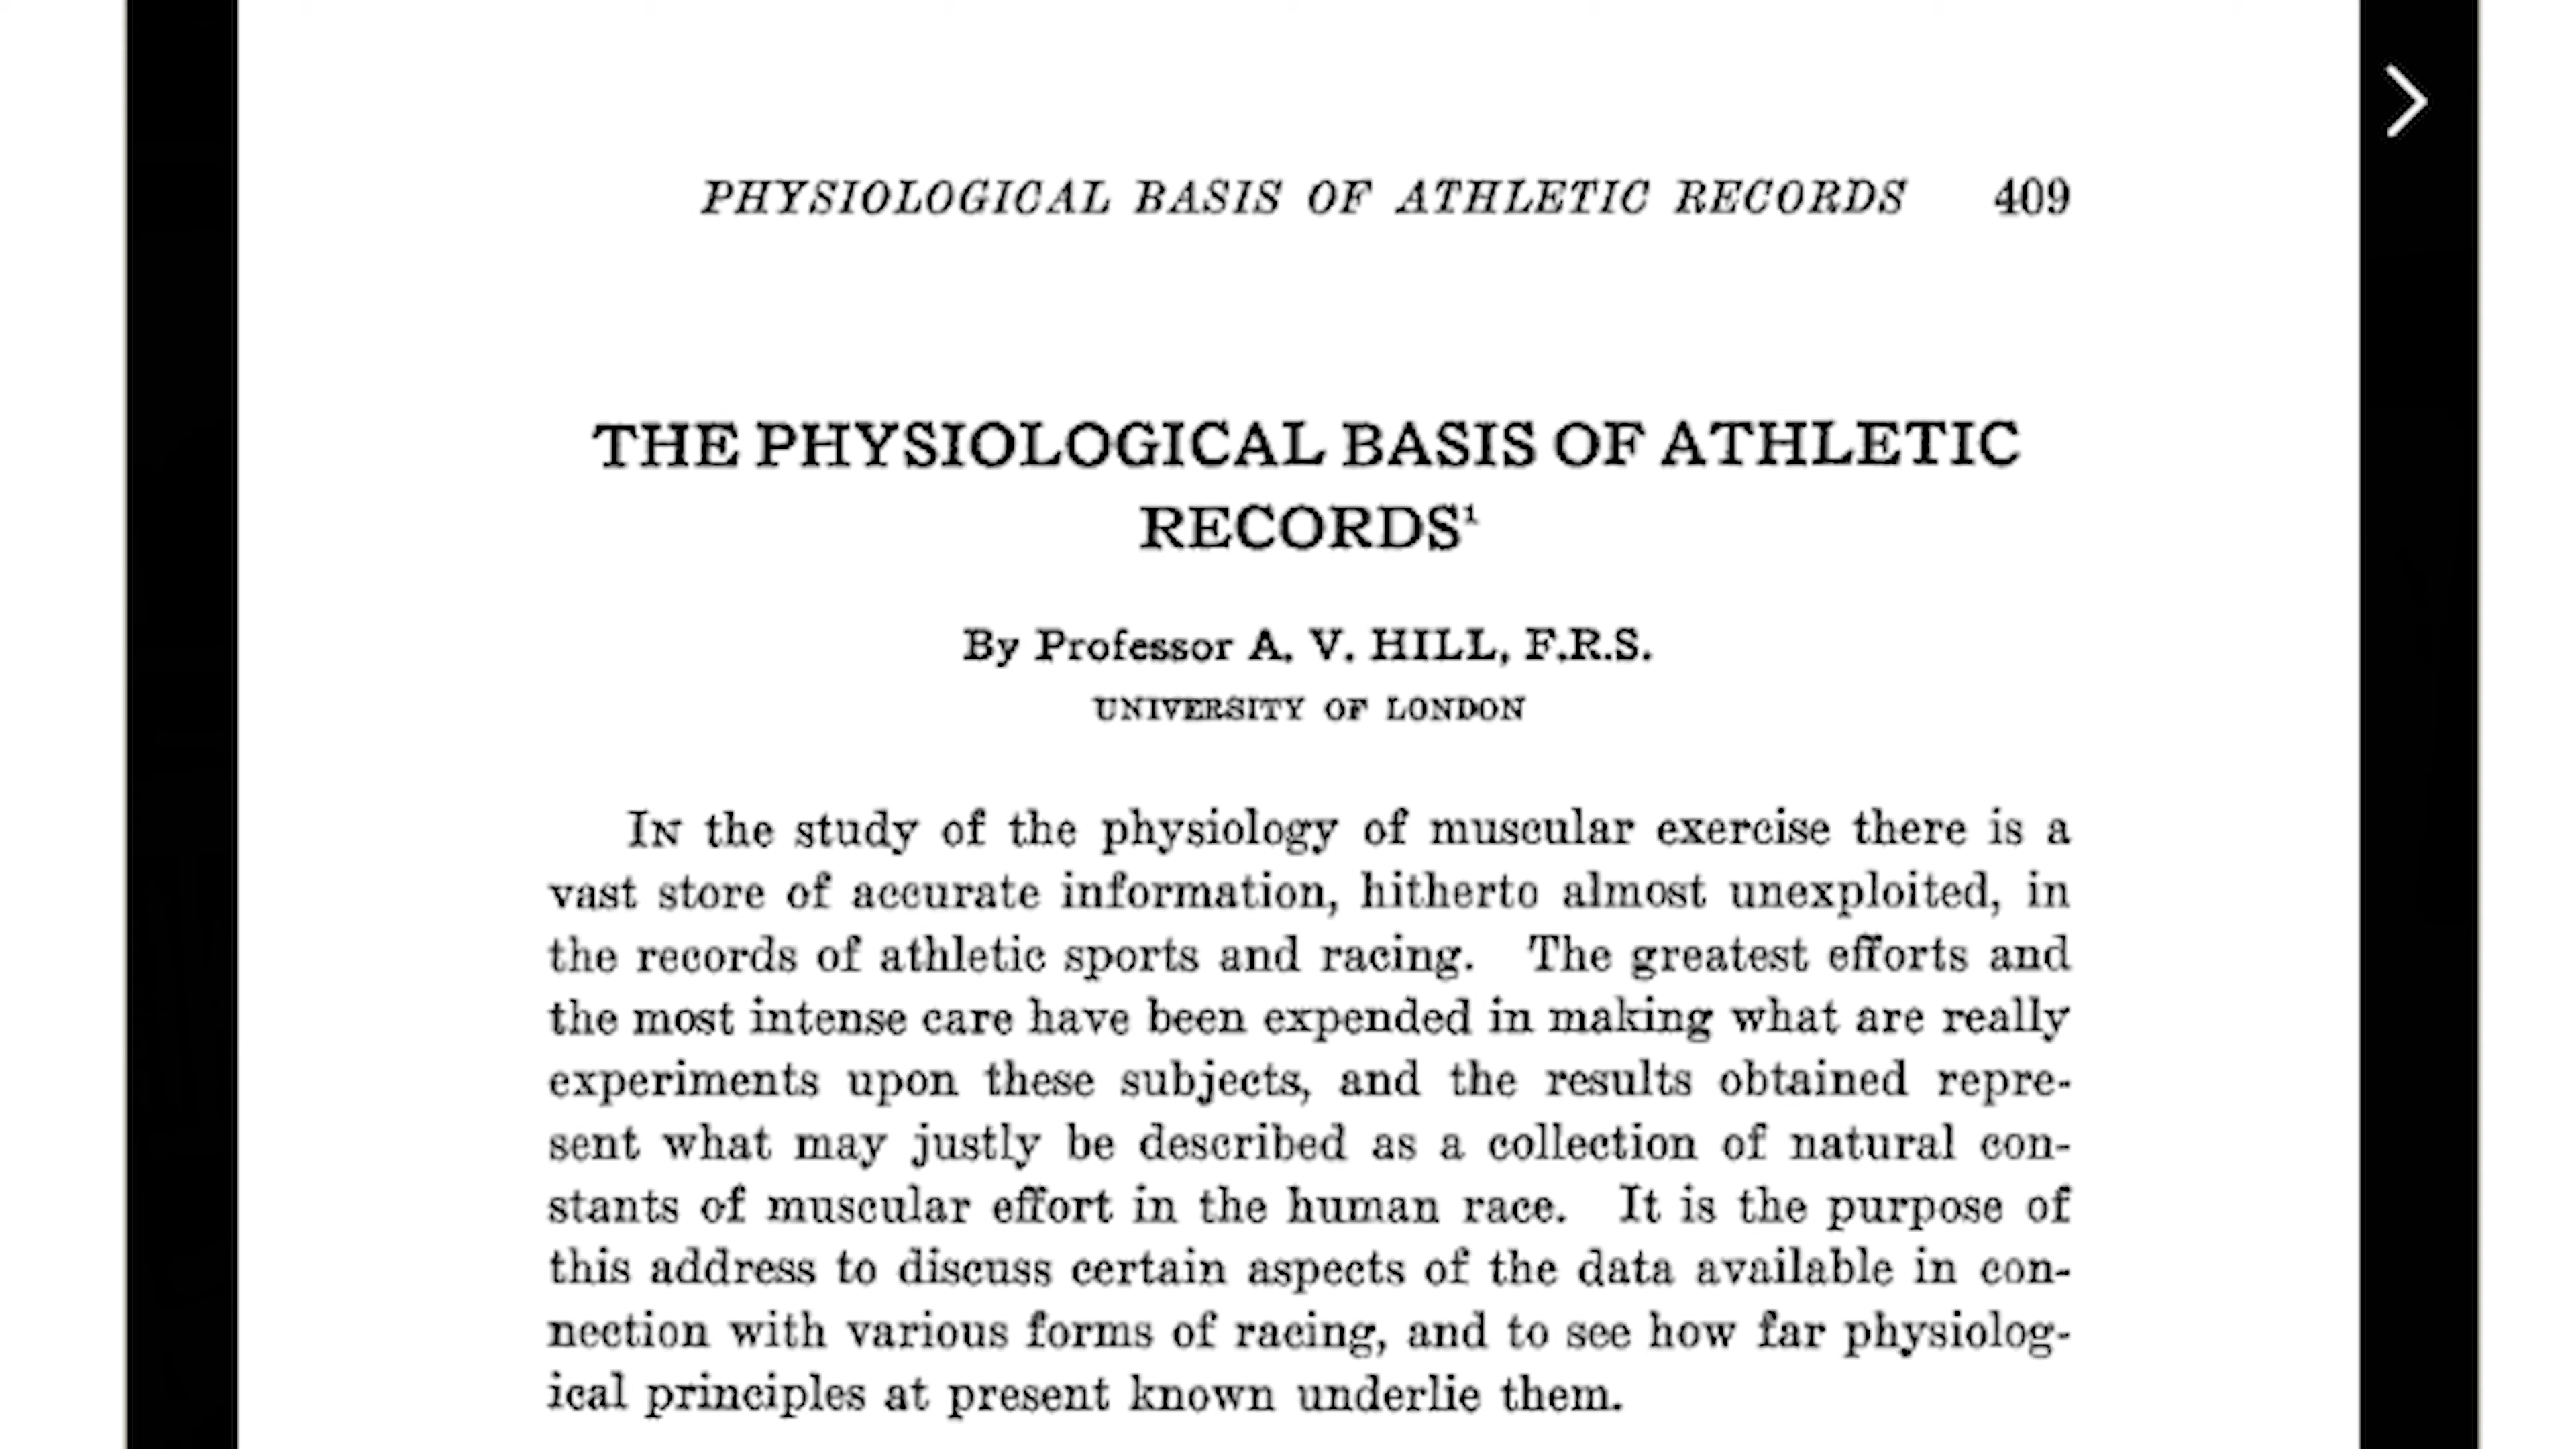 PHYSIOLOGICAL BASIS OF ATHLETIC RECORDS 409
THE PHYSIOLOGICAL BASIS OF ATHLETIC
RECORDS¹
By Professor A. V. HILL, F.R.S.
UNIVERSITY OF LONDON
In the study of the physiology of muscular exercise there is a
vast store of accurate information, hitherto almost unexploited, in
the records of athletic sports and racing. The greatest efforts and
the most intense care have been expended in making what are really
experiments upon these subjects, and the results obtained repre-
sent what may justly be described as a collection of natural con-
stants of muscular effort in the human race. It is the purpose of
this address to discuss certain aspects of the data available in con-
nection with various forms of racing, and to see how far physiolog-
ical principles at present known underlie them.